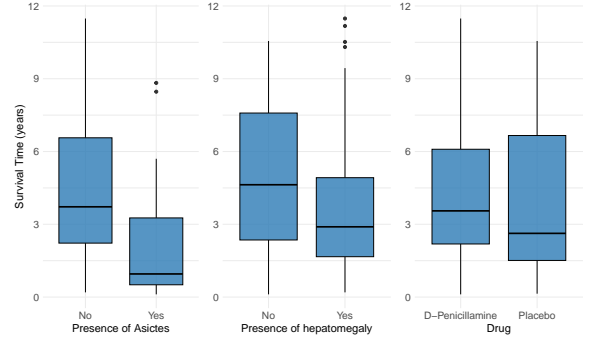 Survival Time (years)
12
9
6
3
0
No Yes
Presence of Asictes
12
9
6
3
0
No Yes
Presence of hepatomegaly
12
9
6
3
0
D−Penicillamine Placebo
Drug